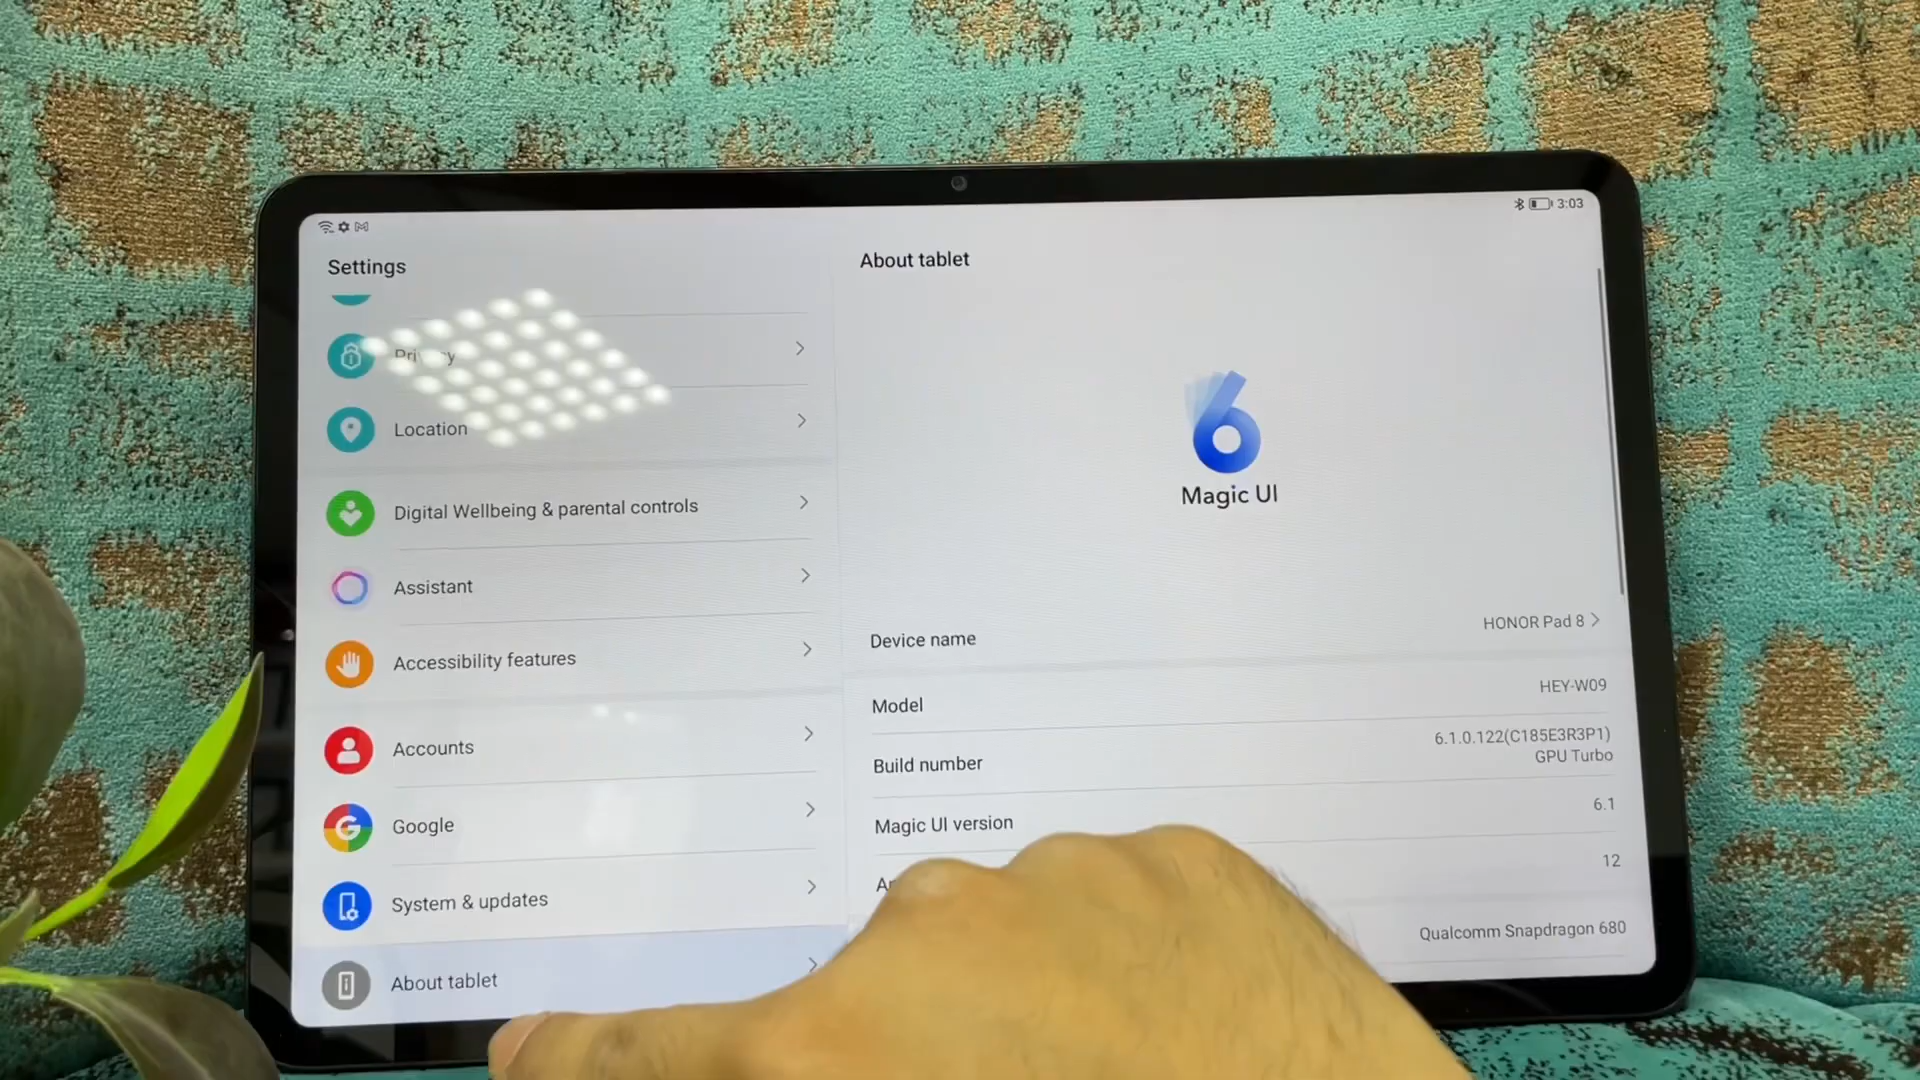 3:03
Settings
Location
Digital Wellbeing & parental controls
Assistant
Accessibility features
Accounts
Google
System & updates
About tablet
About tablet
Magic UI
Device name
HONOR Pad 8
Model
HEY-W09
Build number
6.1.0.122(C185E3R3P1)
GPU Turbo
Magic UI version
6.1
12
Qualcomm Snapdragon 680